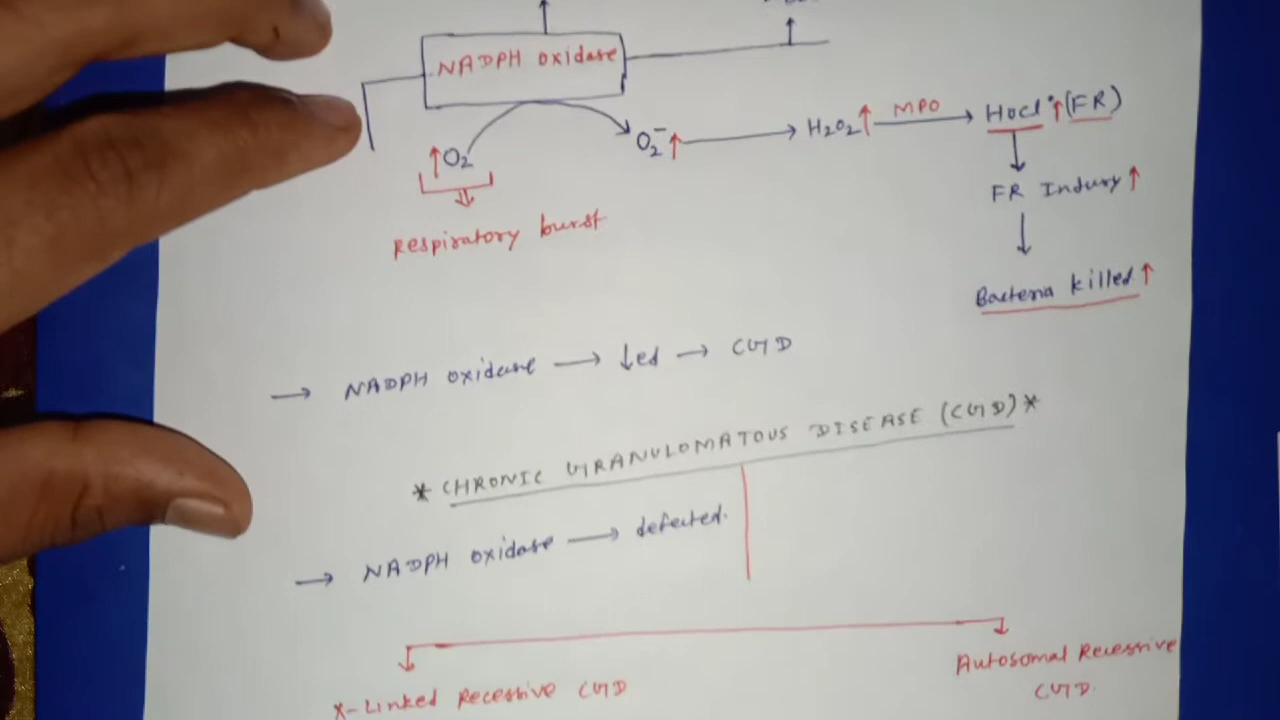 NADPH Oxidase
↑O₂
O₂⁻↑ → H₂O₂↑ MPO → HOCl•↑(FR)
Respiratory burst
FR Indury↑
Bacteria killed↑
→ NADPH oxidase → ↓ed → CGD
* CHRONIC GRANULOMATOUS DISEASE (CGD) *
→ NADPH oxidase → defected.
X-Linked Recessive CGD
Autosomal Recessive
CGD.